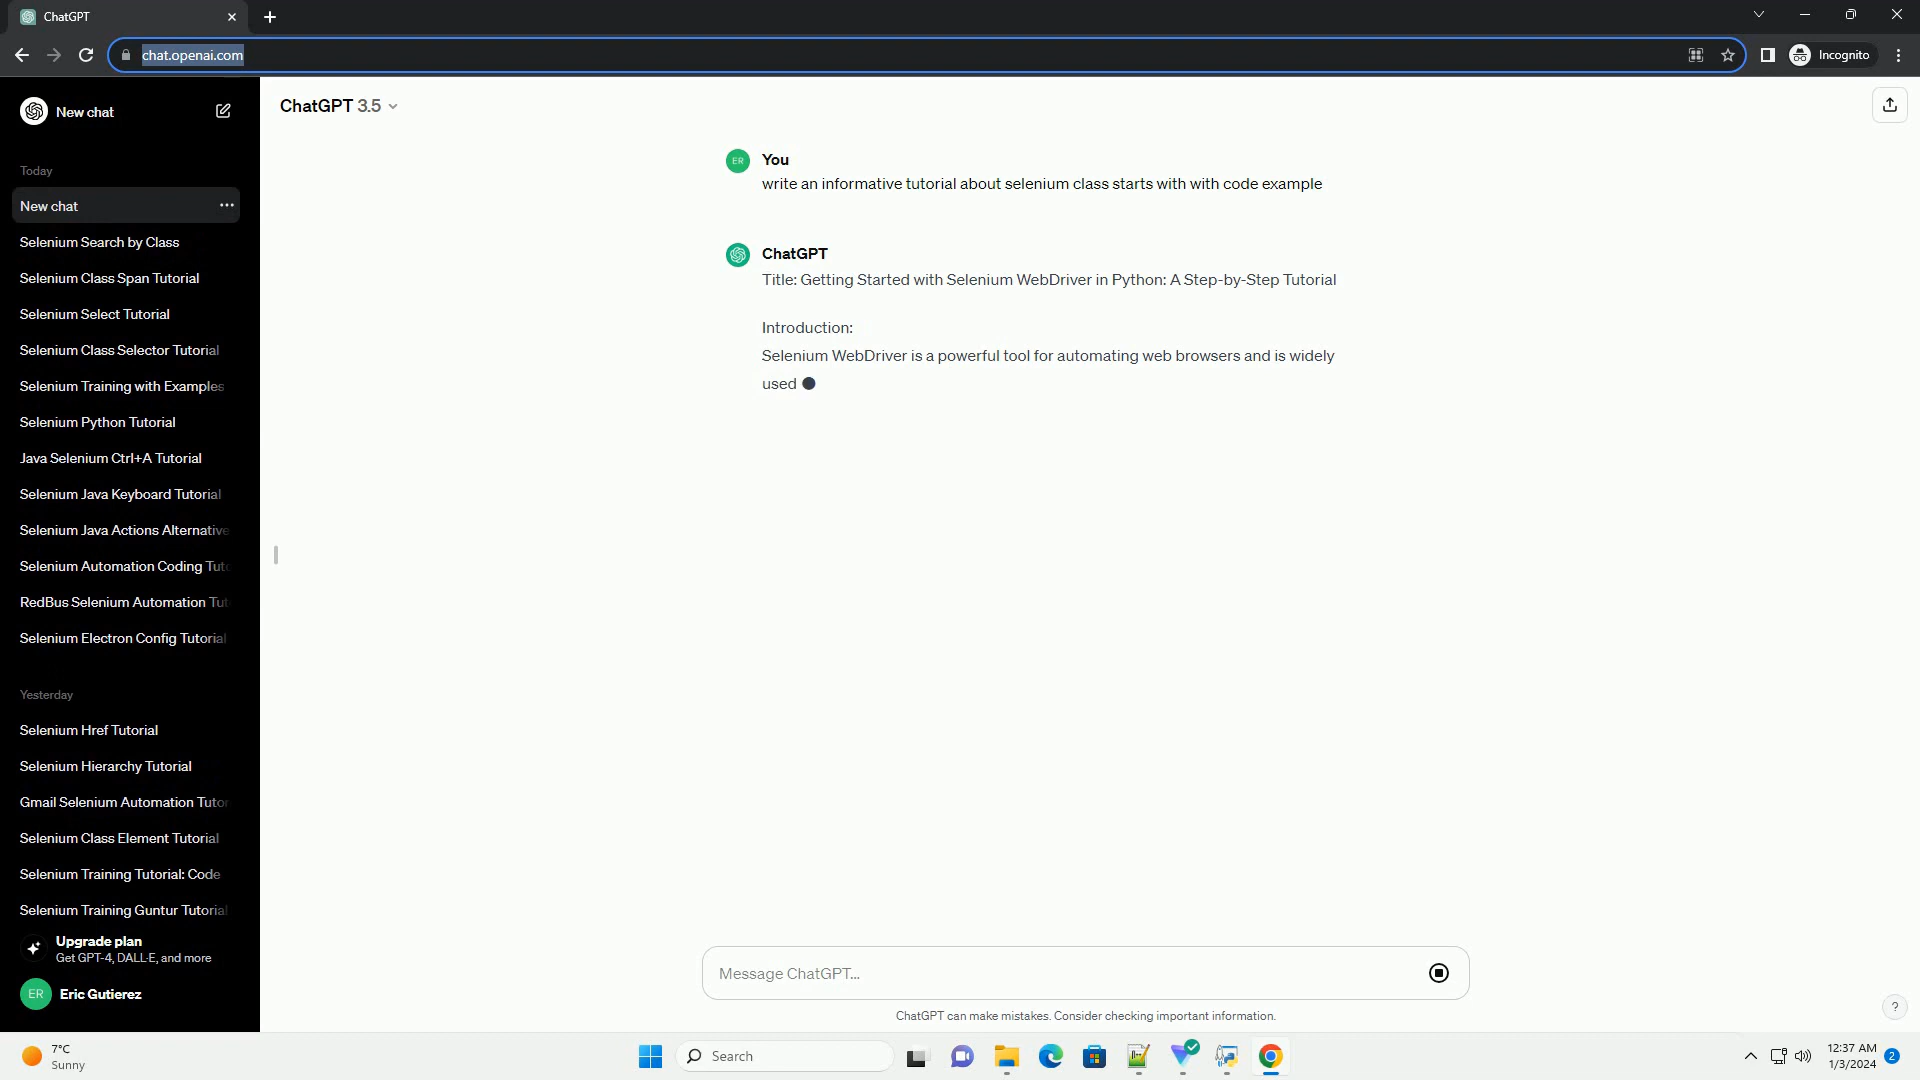 ChatGPT
chat.openai.com
Incognito
New chat
Today
New chat
Selenium Search by Class
Selenium Class Span Tutorial
Selenium Select Tutorial
Selenium Class Selector Tutorial
Selenium Training with Examples
Selenium Python Tutorial
Java Selenium Ctrl+A Tutorial
Selenium Java Keyboard Tutorial
Selenium Java Actions Alternative
Selenium Automation Coding Tuto
RedBus Selenium Automation Tut
Selenium Electron Config Tutorial
Yesterday
Selenium Href Tutorial
Selenium Hierarchy Tutorial
Gmail Selenium Automation Tutor
Selenium Class Element Tutorial
Selenium Training Tutorial: Code
Selenium Training Guntur Tutorial
Upgrade plan
Get GPT-4, DALL·E, and more
ER
Eric Gutierez
ChatGPT 3.5
ER
You
write an informative tutorial about selenium class starts with with code example
ChatGPT
Title: Getting Started with Selenium WebDriver in Python: A Step-by-Step Tutorial
Introduction:
Selenium WebDriver is a powerful tool for automating web browsers and is widely
used
Message ChatGPT...
ChatGPT can make mistakes. Consider checking important information.
?
7°C
Sunny
Search
12:37 AM
1/3/2024
2